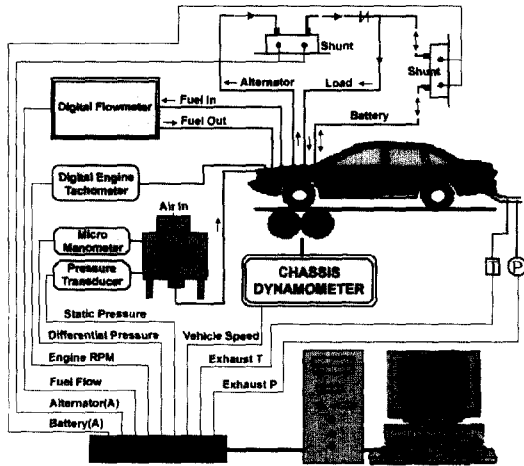 Shunt
Alternator
Load
Shunt
Digital Flowmeter
Fuel In
Fuel Out
Battery
Digital Engine
Tachometer
Air In
Micro
Manometer
Pressure
Transducer
CHASSIS
DYNAMOMETER
T
P
Static Pressure
Differential Pressure
Vehicle Speed
Engine RPM
Exhaust T
Fuel Flow
Exhaust P
Alternator(A)
Battery(A)